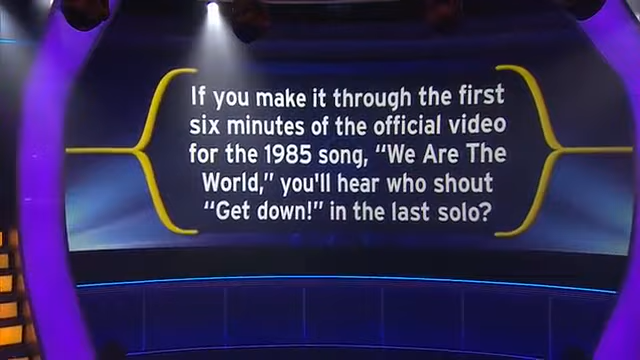 If you make it through the first
six minutes of the official video
for the 1985 song, “We Are The
World,” you'll hear who shout
“Get down!” in the last solo?